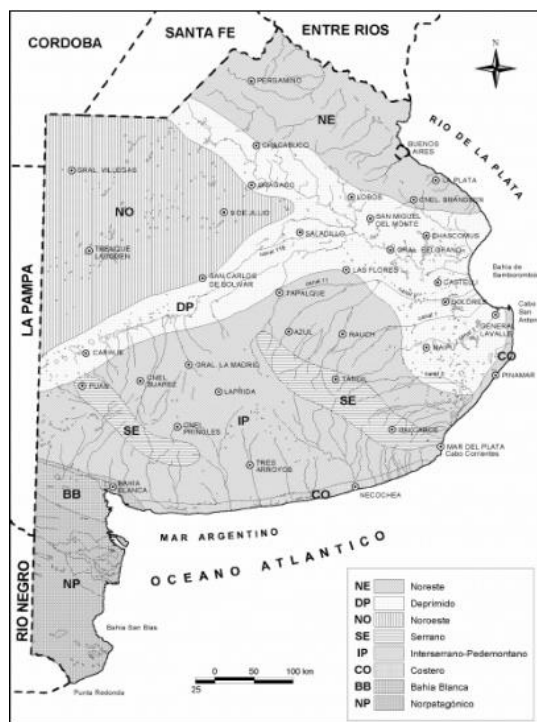 CORDOBA
SANTA FE
ENTRE RÍOS
N
PERGAMINO
NE
RIO DE LA PLATA
CHACABUCO
BUENOS
AIRES
GRAL. VILLEGAS
LA PLATA
BRAGADO
LOBOS
CNEL. BRANDSEN
NO
9 DE JULIO
SAN MIGUEL
DEL MONTE
SALADILLO
CHASCOMUS
TRENQUE
LAUQUEN
GRAL. BELGRANO
canal 11
LAS FLORES
Bahia de
Samborombón
SAN CARLOS
DE BOLIVAR
CASTELLI
TAPALQUE
DOLORES
Cabo
San
Antonio
DP
LA PAMPA
GENERAL
LAVALLE
AZUL
RAUCH
MAIPU
CO
CARHUE
GRAL. LA MADRID
PINAMAR
PUAN
CNEL
SUAREZ
LAPRIDA
TANDIL
SE
SE
CNEL
PRINGLES
IP
BALCARCE
MAR DEL PLATA
Cabo Corrientes
TRES
ARROYOS
BB
BAHIA
BLANCA
CO
NECOCHEA
MAR ARGENTINO
OCEANO ATLANTICO
NP
RIO NEGRO
Bahia San Blas
Punta Redonda
0 50 100 km
25
NE Noreste
DP Deprimido
NO Noroeste
SE Serrano
IP Interserrano-Pedemontano
CO Costero
BB Bahía Blanca
NP Norpatagónico